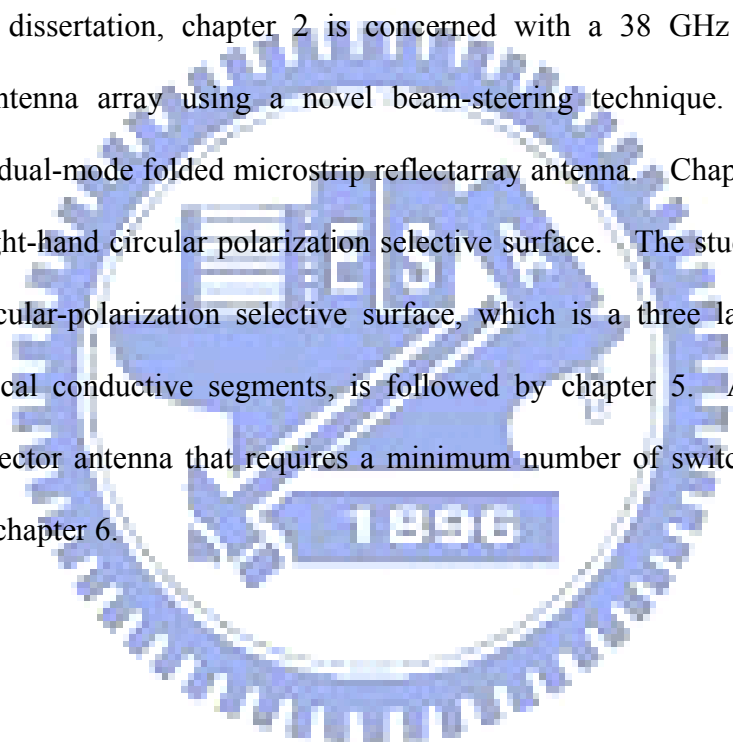 dissertation, chapter 2 is concerned with a 38 GHz
antenna array using a novel beam-steering technique.
dual-mode folded microstrip reflectarray antenna. Chap
ght-hand circular polarization selective surface. The stu
cular-polarization selective surface, which is a three la
cal conductive segments, is followed by chapter 5. A
ector antenna that requires a minimum number of switc
chapter 6.
1896